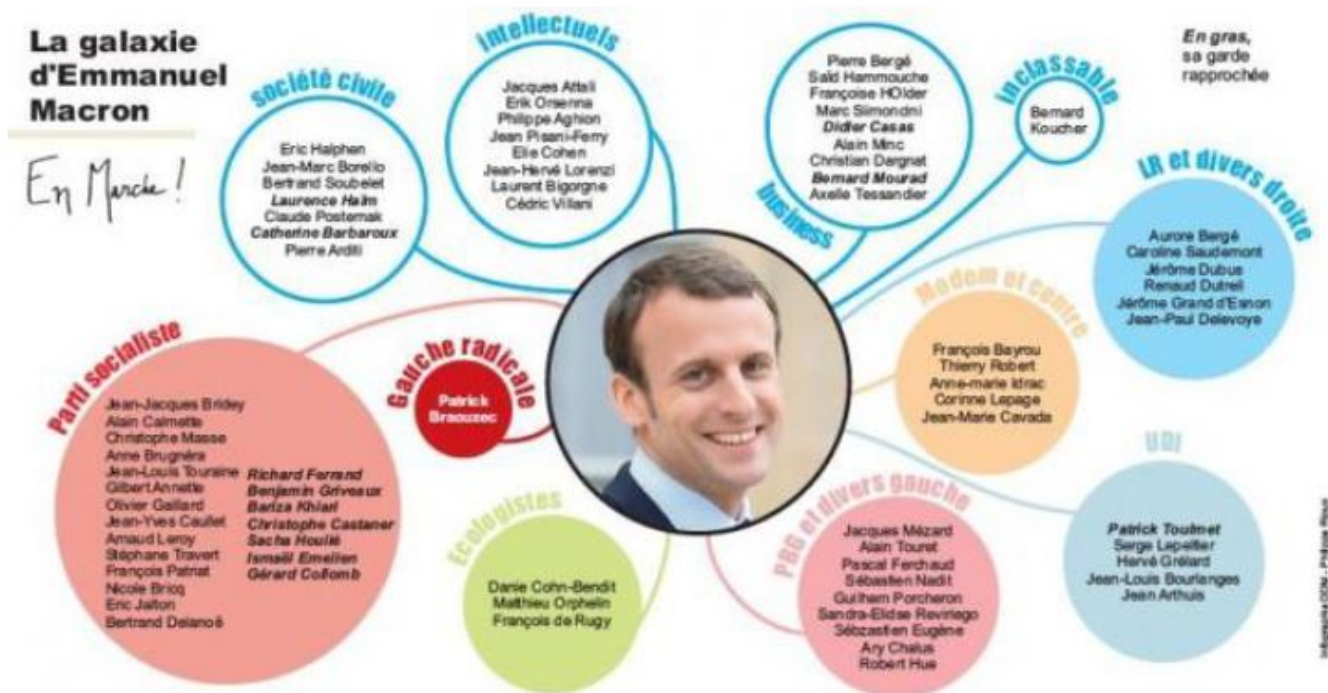 La galaxie
d'Emmanuel
Macron
En Marche !
En gras,
sa garde
rapprochée
société civile
Eric Halphen
Jean-Marc Borello
Bertrand Soubelet
Laurence Haïm
Claude Posternak
Catherine Barbaroux
Pierre Arditi
intellectuels
Jacques Attali
Erik Orsenna
Philippe Aghion
Jean Pisani-Ferry
Elie Cohen
Jean-Hervé Lorenzi
Laurent Bigorgne
Cédric Villani
business
Pierre Bergé
Saïd Hammouche
Françoise HOlder
Marc Siimoncini
Didier Casas
Alain Minc
Christian Dargnat
Bernard Mourad
Axelle Tessandier
Inclassable
Bernard
Koucher
LR et divers droite
Aurore Bergé
Caroline Saudemont
Jérôme Dubus
Renaud Dutreil
Jérôme Grand d'Esnon
Jean-Paul Delevoye
Modem et centre
François Bayrou
Thierry Robert
Anne-marie Idrac
Corinne Lepage
Jean-Marie Cavada
Gauche radicale
Patrick
Braouzec
Parti socialiste
Jean-Jacques Bridey
Alain Calmette
Christophe Masse
Anne Brugnéra
Jean-Louis Touraine
Gilbert Annette
Olivier Gaillard
Jean-Yves Caullet
Arnaud Leroy
Stéphane Travert
François Patriat
Nicole Bricq
Eric Jalton
Bertrand Delanoë
Richard Ferrand
Benjamin Griveaux
Bariza Khiari
Christophe Castaner
Sacha Houlié
Ismaël Emelien
Gérard Collomb
Ecologistes
Danie Cohn-Bendit
Matthieu Orphelin
François de Rugy
PRG et divers gauche
Jacques Mézard
Alain Touret
Pascal Ferchaud
Sébastien Nadit
Guilhem Porcheron
Sandra-Elidse Reviriego
Sébzastien Eugène
Ary Chalus
Robert Hue
UDI
Patrick Toulmet
Serge Lepeltier
Hervé Grélard
Jean-Louis Bourlanges
Jean Arthuis